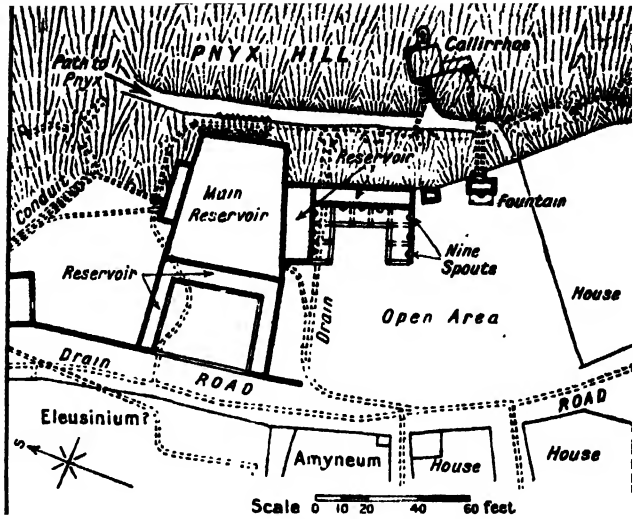 PNYX HILL
Callirrhoe
Path to
Pnyx
Conduit
Main
Reservoir
Reservoir
Fountain
Nine
Spouts
Reservoir
Drain
Open Area
House
Drain
ROAD
ROAD
Eleusinium?
S
Amyneum
House
House
Scale 0 10 20 40 60 feet